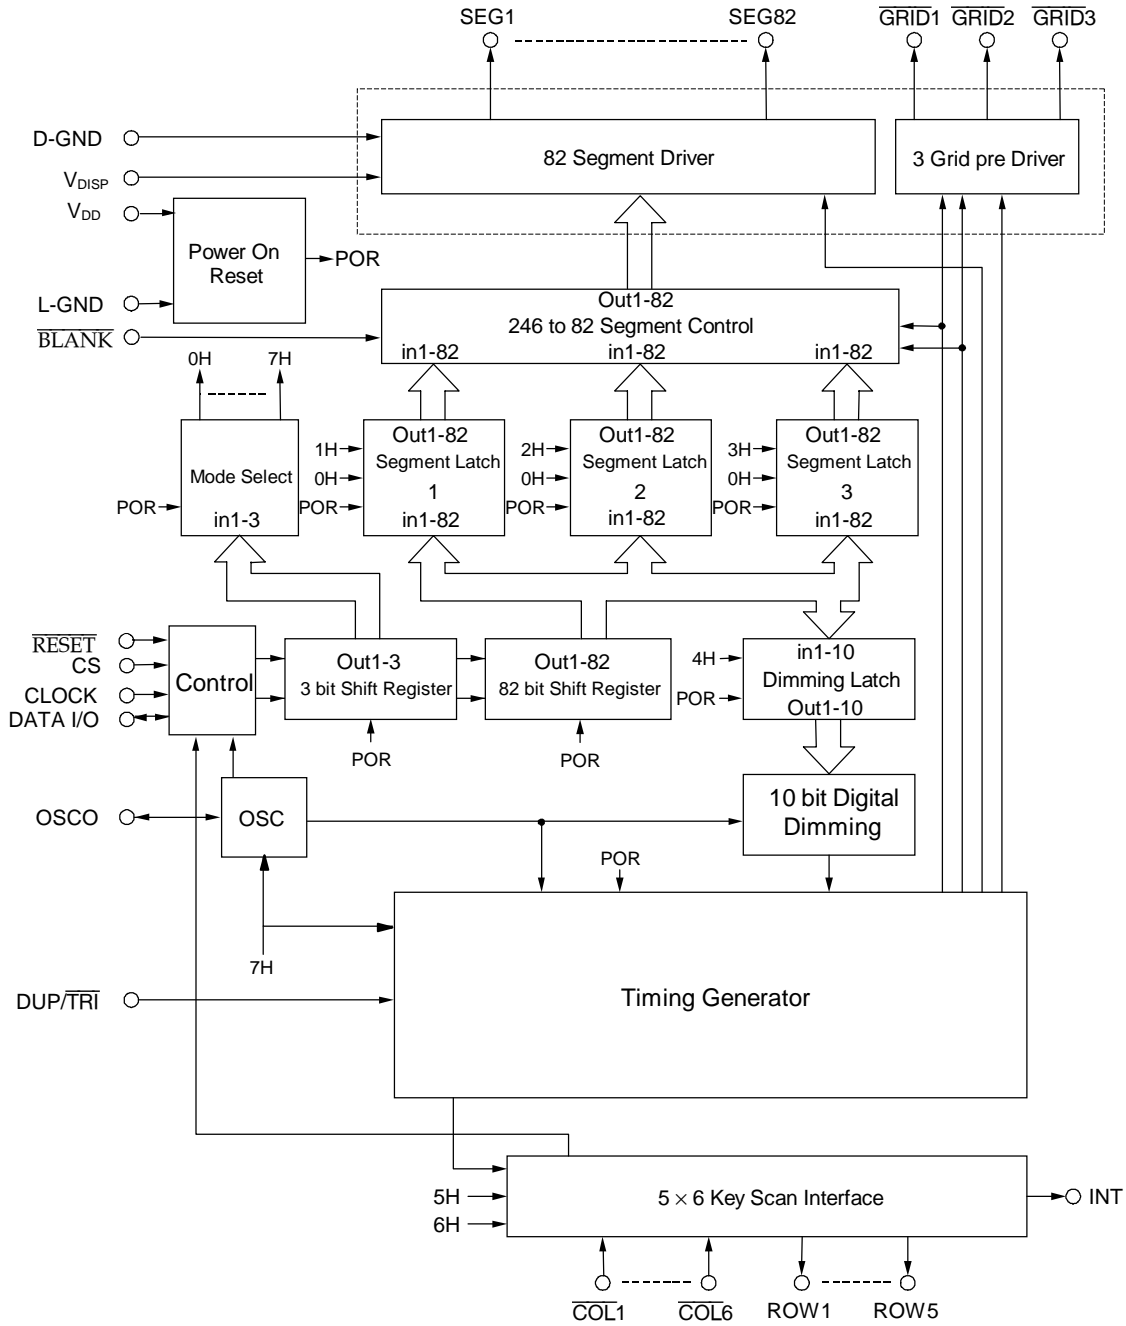 SEG1 SEG82 GRID1 GRID2 GRID3
D-GND
82 Segment Driver
3 Grid pre Driver
VDISP
VDD
Power On
Reset
POR
L-GND
Out1-82
246 to 82 Segment Control
in1-82 in1-82 in1-82
BLANK
0H 7H
Mode Select
in1-3
POR
1H
0H
POR
Out1-82
Segment Latch
1
in1-82
2H
0H
POR
Out1-82
Segment Latch
2
in1-82
3H
0H
POR
Out1-82
Segment Latch
3
in1-82
RESET
CS
CLOCK
DATA I/O
Control
Out1-3
3 bit Shift Register
POR
Out1-82
82 bit Shift Register
POR
4H
POR
in1-10
Dimming Latch
Out1-10
OSCO
OSC
10 bit Digital
Dimming
POR
7H
DUP/TRI
Timing Generator
5H
6H
5 × 6 Key Scan Interface
INT
COL1 COL6 ROW1 ROW5